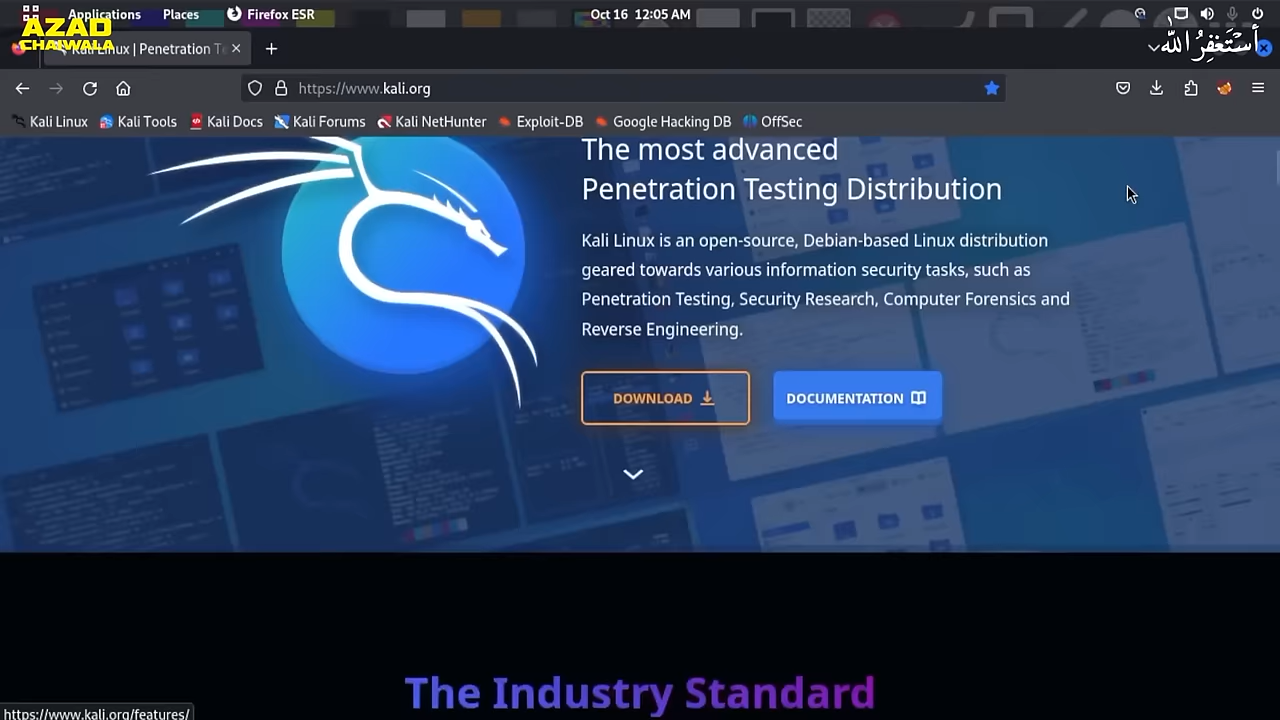 Applications Places Firefox ESR Oct 16 12:05 AM
AZAD
CHAIWALA
أستغفر الله
Kali Linux | Penetration Te
https://www.kali.org
Kali Linux Kali Tools Kali Docs Kali Forums Kali NetHunter Exploit-DB Google Hacking DB OffSec
The most advanced
Penetration Testing Distribution
Kali Linux is an open-source, Debian-based Linux distribution
geared towards various information security tasks, such as
Penetration Testing, Security Research, Computer Forensics and
Reverse Engineering.
DOWNLOAD DOCUMENTATION
The Industry Standard
https://www.kali.org/features/